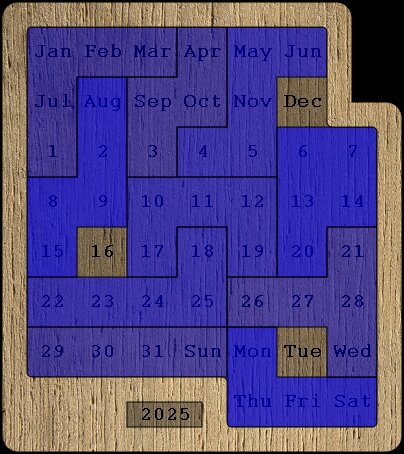 Jan Feb Mar Apr May Jun
Jul Aug Sep Oct Nov Dec
1 2 3 4 5 6 7
8 9 10 11 12 13 14
15 16 17 18 19 20 21
22 23 24 25 26 27 28
29 30 31 Sun Mon Tue Wed
Thu Fri Sat
2025